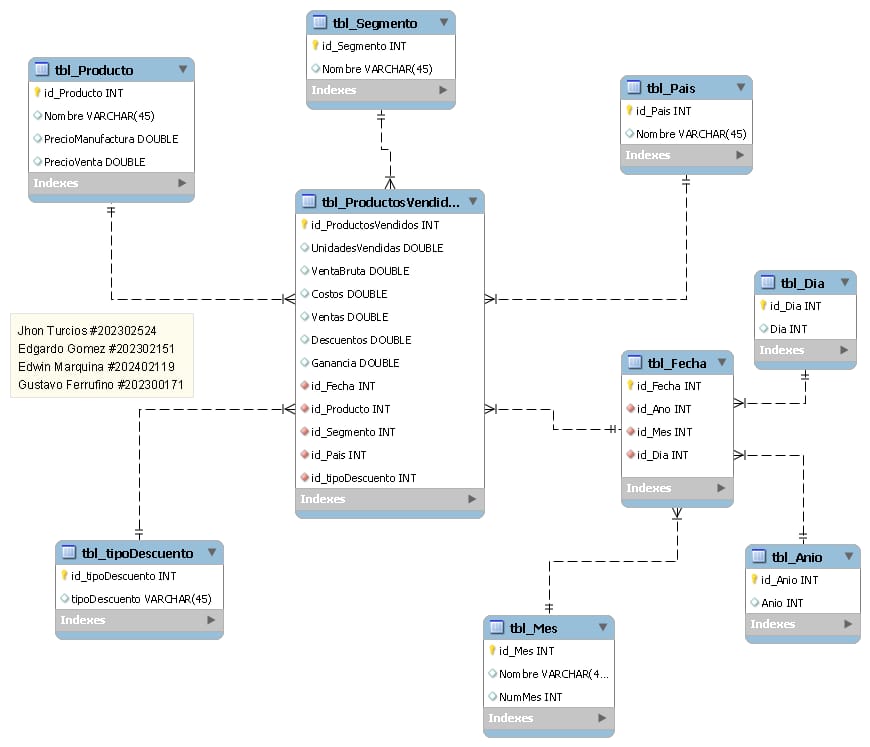 tbl_Segmento
id_Segmento INT
Nombre VARCHAR(45)
Indexes
tbl_Producto
id_Producto INT
Nombre VARCHAR(45)
PrecioManufactura DOUBLE
PrecioVenta DOUBLE
Indexes
tbl_Pais
id_Pais INT
Nombre VARCHAR(45)
Indexes
tbl_ProductosVendid...
id_ProductosVendidos INT
UnidadesVendidas DOUBLE
VentaBruta DOUBLE
Costos DOUBLE
Ventas DOUBLE
Descuentos DOUBLE
Ganancia DOUBLE
id_Fecha INT
id_Producto INT
id_Segmento INT
id_Pais INT
id_tipoDescuento INT
Indexes
tbl_Dia
id_Dia INT
Dia INT
Indexes
Jhon Turcios #202302524
Edgardo Gomez #202302151
Edwin Marquina #202402119
Gustavo Ferrufino #202300171
tbl_Fecha
id_Fecha INT
id_Ano INT
id_Mes INT
id_Dia INT
Indexes
tbl_tipoDescuento
id_tipoDescuento INT
tipoDescuento VARCHAR(45)
Indexes
tbl_Anio
id_Anio INT
Anio INT
Indexes
tbl_Mes
id_Mes INT
Nombre VARCHAR(4...
NumMes INT
Indexes